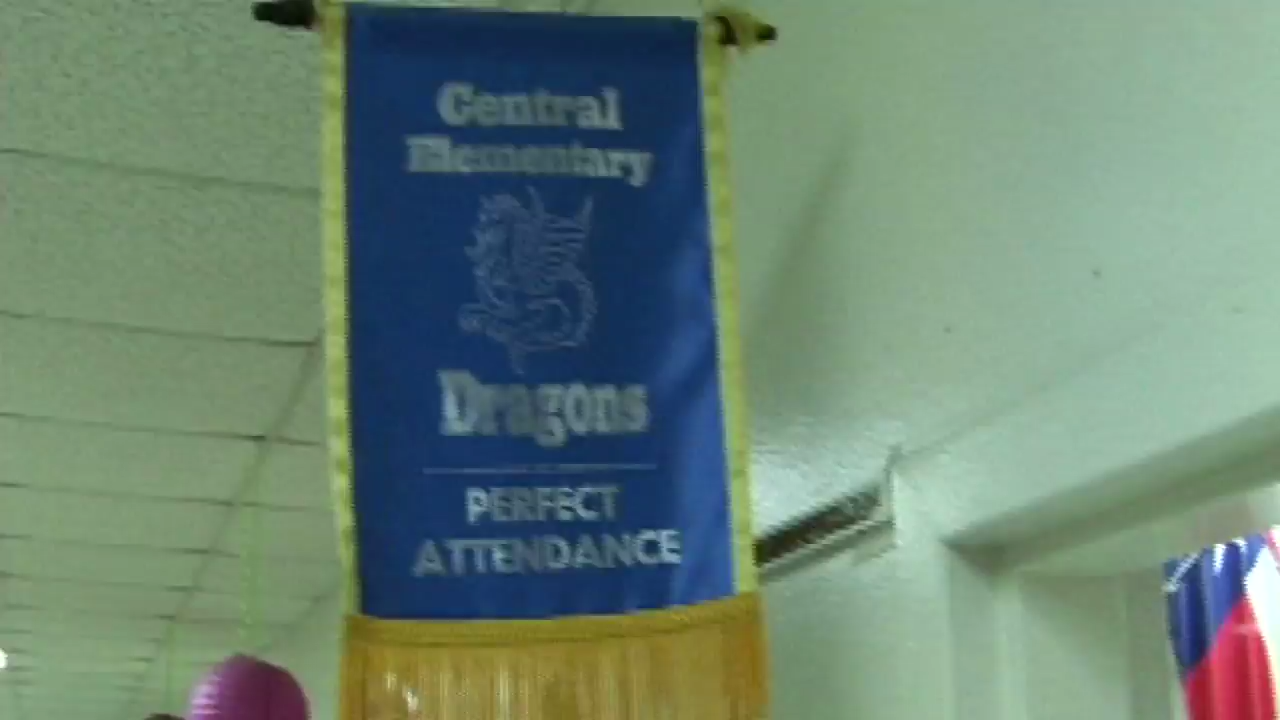 Central
Elementary
Dragons
PERFECT
ATTENDANCE